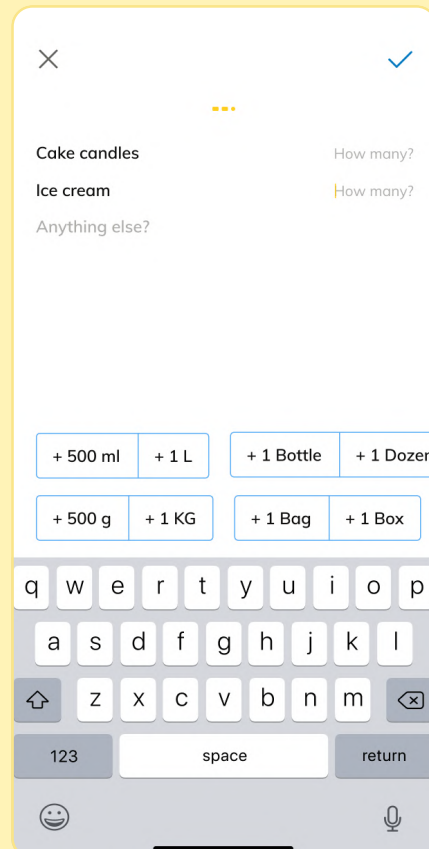 Cake candles How many?
Ice cream How many?
Anything else?
+ 500 ml + 1 L + 1 Bottle + 1 Dozen
+ 500 g + 1 KG + 1 Bag + 1 Box
q w e r t y u i o p
a s d f g h j k l
z x c v b n m
123 space return